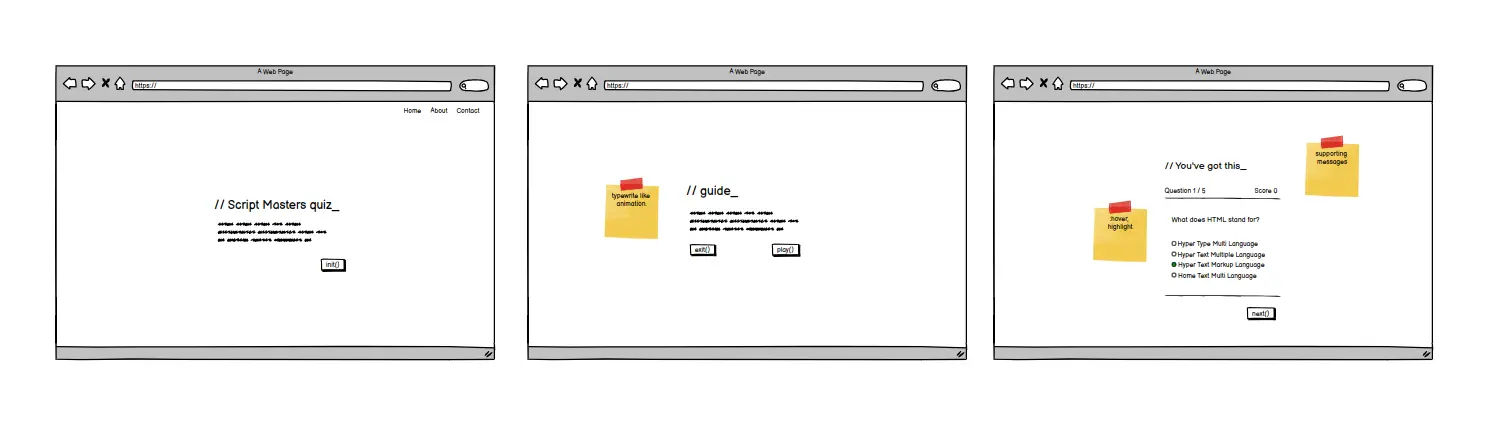 A Web Page
https://
Home About Contact
// Script Masters quiz_
init()
A Web Page
https://
typewrite like
animation.
// guide_
exit()
play()
A Web Page
https://
supporting
messages
// You've got this_
Question 1 / 5 Score 0
:hover,
highlight
What does HTML stand for?
Hyper Type Multi Language
Hyper Text Multiple Language
Hyper Text Markup Language
Home Text Multi Language
next()